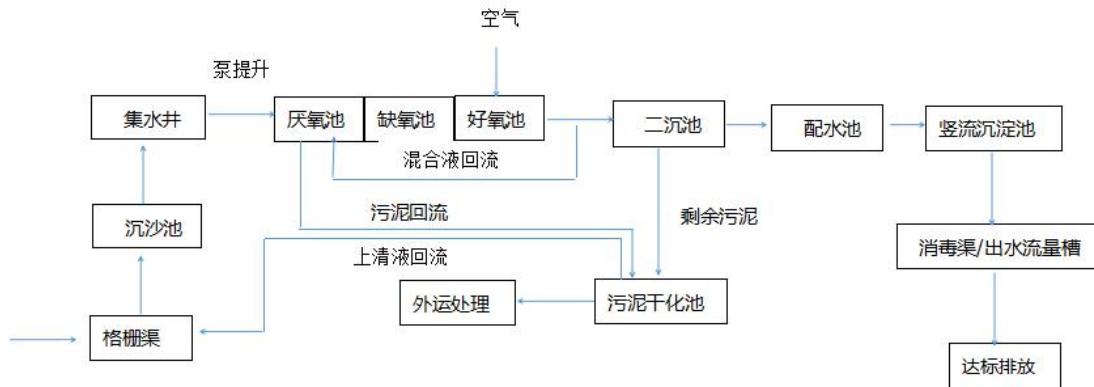 空气
泵提升
集水井
厌氧池
缺氧池
好氧池
二沉池
配水池
竖流沉淀池
混合液回流
沉沙池
污泥回流
剩余污泥
上清液回流
消毒渠/出水流量槽
外运处理
污泥干化池
格栅渠
达标排放